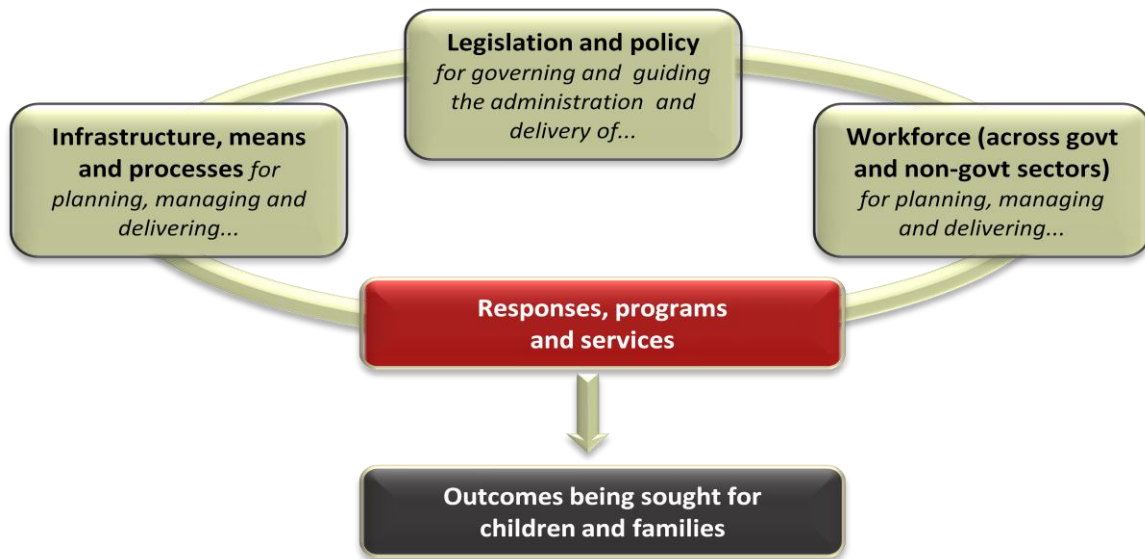 Legislation and policy
for governing and guiding
the administration and
delivery of...
Infrastructure, means
and processes for
planning, managing and
delivering...
Workforce (across govt
and non-govt sectors)
for planning, managing
and delivering...
Responses, programs
and services
Outcomes being sought for
children and families